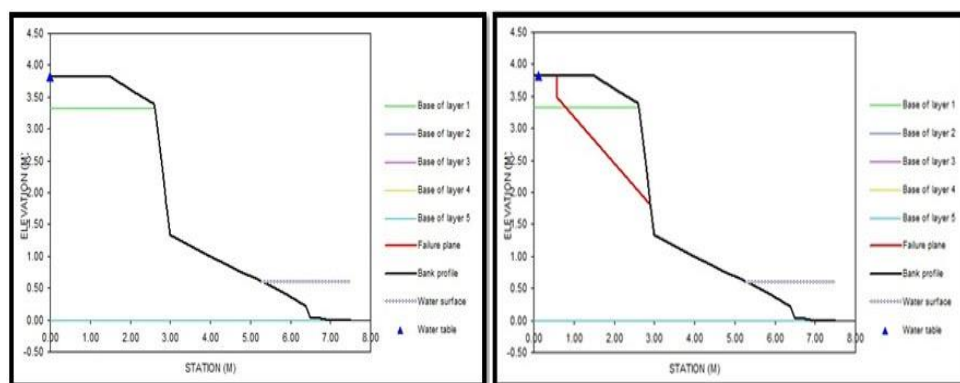 4.50
4.00
3.50
3.00
2.50
2.00
1.50
1.00
0.50
0.00
-0.50
ELEVATION (M)
0.00 1.00 2.00 3.00 4.00 5.00 6.00 7.00 8.00
STATION (M)
Base of layer 1
Base of layer 2
Base of layer 3
Base of layer 4
Base of layer 5
Failure plane
Bank profile
Water surface
Water table
4.50
4.00
3.50
3.00
2.50
2.00
1.50
1.00
0.50
0.00
-0.50
ELEVATION (M)
0.00 1.00 2.00 3.00 4.00 5.00 6.00 7.00 8.00
STATION (M)
Base of layer 1
Base of layer 2
Base of layer 3
Base of layer 4
Base of layer 5
Failure plane
Bank profile
Water surface
Water table